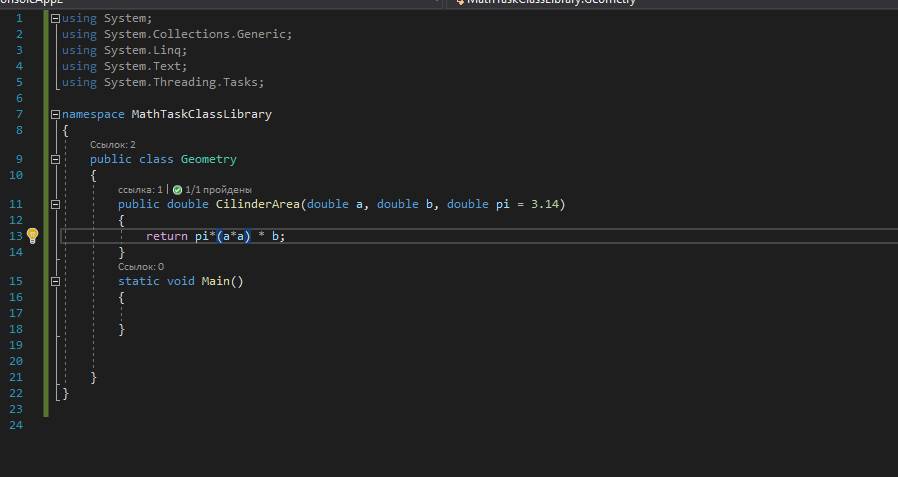 MathTaskClassLibrary.Geometry
1 using System;
2 using System.Collections.Generic;
3 using System.Linq;
4 using System.Text;
5 using System.Threading.Tasks;
6
7 namespace MathTaskClassLibrary
8 {
Ссылок: 2
9 public class Geometry
10 {
ссылка: 1 | 1/1 пройдены
11 public double CilinderArea(double a, double b, double pi = 3.14)
12 {
13 return pi*(a*a) * b;
14 }
Ссылок: 0
15 static void Main()
16 {
17
18 }
19
20
21 }
22 }
23
24